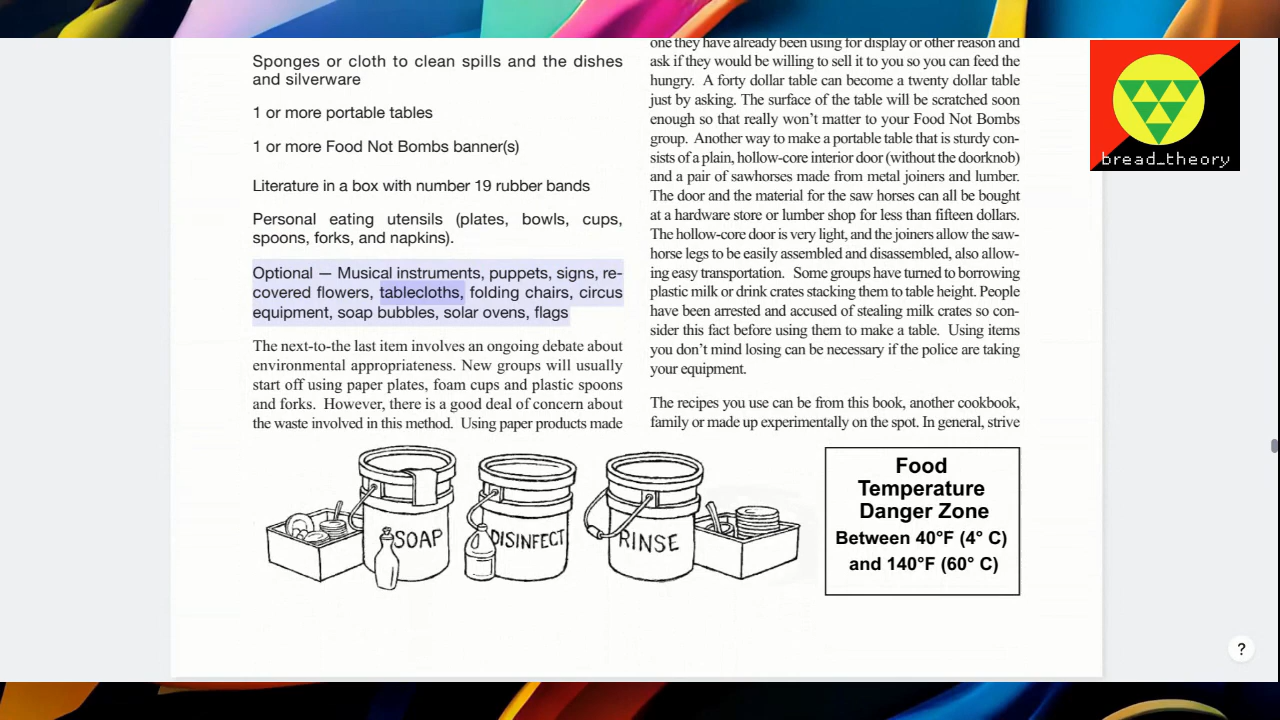 Sponges or cloth to clean spills and the dishes
and silverware
1 or more portable tables
1 or more Food Not Bombs banner(s)
Literature in a box with number 19 rubber bands
Personal eating utensils (plates, bowls, cups,
spoons, forks, and napkins).
Optional — Musical instruments, puppets, signs, re-
covered flowers, tablecloths, folding chairs, circus
equipment, soap bubbles, solar ovens, flags
The next-to-the last item involves an ongoing debate about
environmental appropriateness. New groups will usually
start off using paper plates, foam cups and plastic spoons
and forks. However, there is a good deal of concern about
the waste involved in this method. Using paper products made
one they have already been using for display or other reason and
ask if they would be willing to sell it to you so you can feed the
hungry. A forty dollar table can become a twenty dollar table
just by asking. The surface of the table will be scratched soon
enough so that really won't matter to your Food Not Bombs
group. Another way to make a portable table that is sturdy con-
sists of a plain, hollow-core interior door (without the doorknob)
and a pair of sawhorses made from metal joiners and lumber.
The door and the material for the saw horses can all be bought
at a hardware store or lumber shop for less than fifteen dollars.
The hollow-core door is very light, and the joiners allow the saw-
horse legs to be easily assembled and disassembled, also allow-
ing easy transportation. Some groups have turned to borrowing
plastic milk or drink crates stacking them to table height. People
have been arrested and accused of stealing milk crates so con-
sider this fact before using them to make a table. Using items
you don't mind losing can be necessary if the police are taking
your equipment.
The recipes you use can be from this book, another cookbook,
family or made up experimentally on the spot. In general, strive
SOAP
DISINFECT
RINSE
Food
Temperature
Danger Zone
Between 40°F (4° C)
and 140°F (60° C)
bread_theory
?